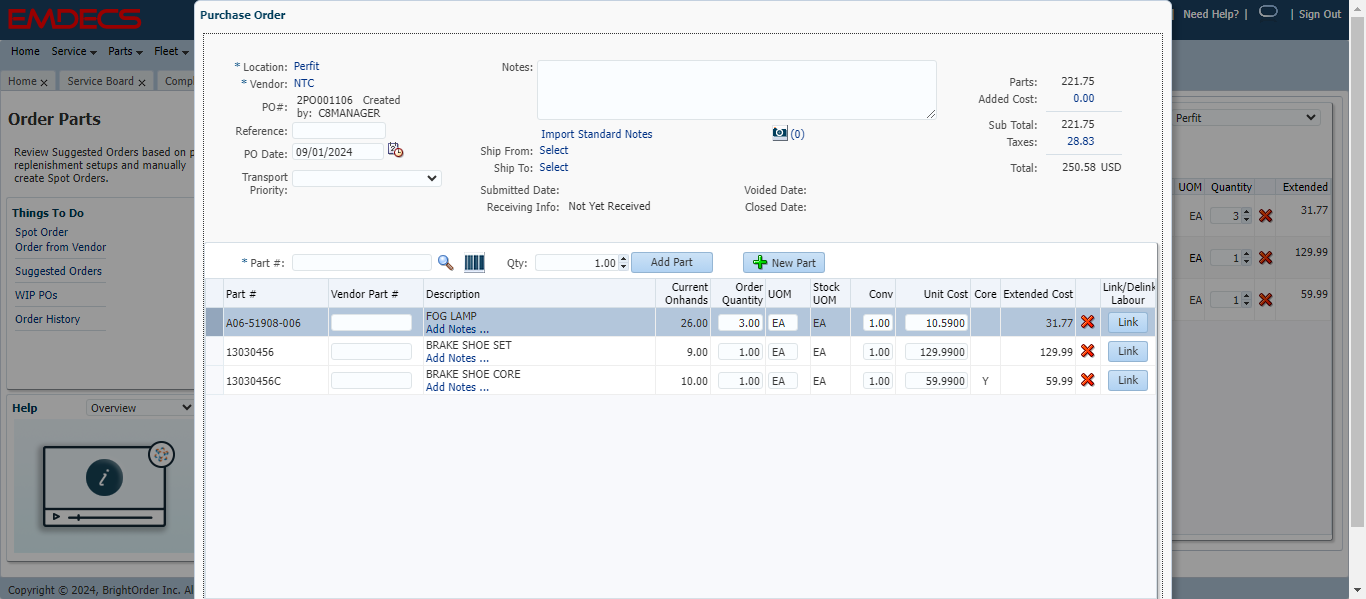 EMDECS
Need Help? | | Sign Out
Home Service Parts Fleet
Home x Service Board x Compl
Order Parts
Review Suggested Orders based on p
replenishment setups and manually
create Spot Orders.
Things To Do
Spot Order
Order from Vendor
Suggested Orders
WIP POs
Order History
Help Overview
i
Copyright © 2024, BrightOrder Inc. Al
Purchase Order
* Location: Perfit
* Vendor: NTC
PO#: 2PO001106 Created
by: C8MANAGER
Reference:
PO Date: 09/01/2024
Transport
Priority:
Notes:
Import Standard Notes (0)
Ship From: Select
Ship To: Select
Submitted Date: Voided Date:
Receiving Info: Not Yet Received Closed Date:
Parts: 221.75
Added Cost: 0.00
Sub Total: 221.75
Taxes: 28.83
Total: 250.58 USD
* Part #: Qty: 1.00 Add Part New Part
Part # Vendor Part # Description Current Onhands Order Quantity UOM Stock UOM Conv Unit Cost Core Extended Cost Link/Delink Labour
A06-51908-006 FOG LAMP 26.00 3.00 EA EA 1.00 10.5900 31.77 Link
Add Notes ...
13030456 BRAKE SHOE SET 9.00 1.00 EA EA 1.00 129.9900 129.99 Link
Add Notes ...
13030456C BRAKE SHOE CORE 10.00 1.00 EA EA 1.00 59.9900 Y 59.99 Link
Add Notes ...
Perfit
UOM Quantity Extended
EA 3 31.77
EA 1 129.99
EA 1 59.99